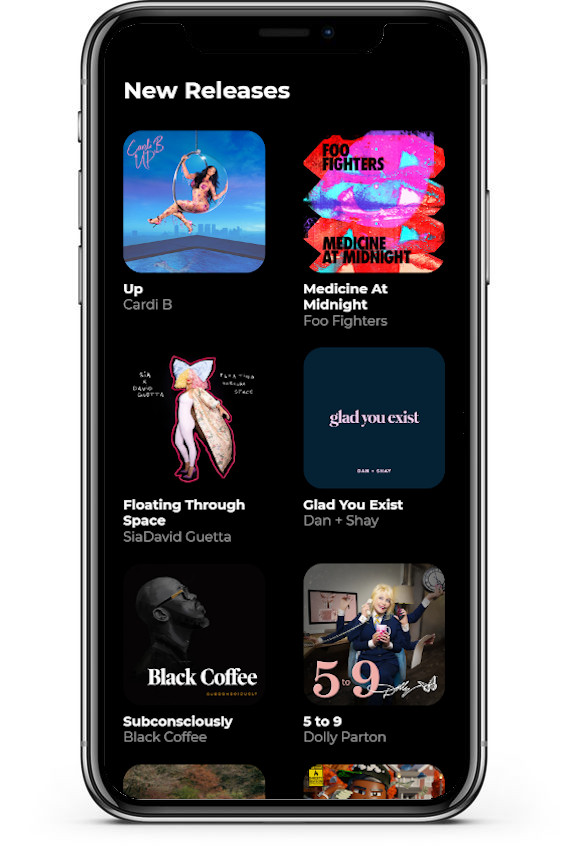 New Releases
Cardi B
UP
FOO
FIGHTERS
MEDICINE
AT MIDNIGHT
Up
Cardi B
Medicine At
Midnight
Foo Fighters
SIA
X
DAVID
GUETTA
FLOATING
THROUGH
SPACE
glad you exist
DAN + SHAY
Floating Through
Space
SiaDavid Guetta
Glad You Exist
Dan + Shay
Black Coffee
SUBCONSCIOUSLY
5 to 9
Dolly
Subconsciously
Black Coffee
5 to 9
Dolly Parton